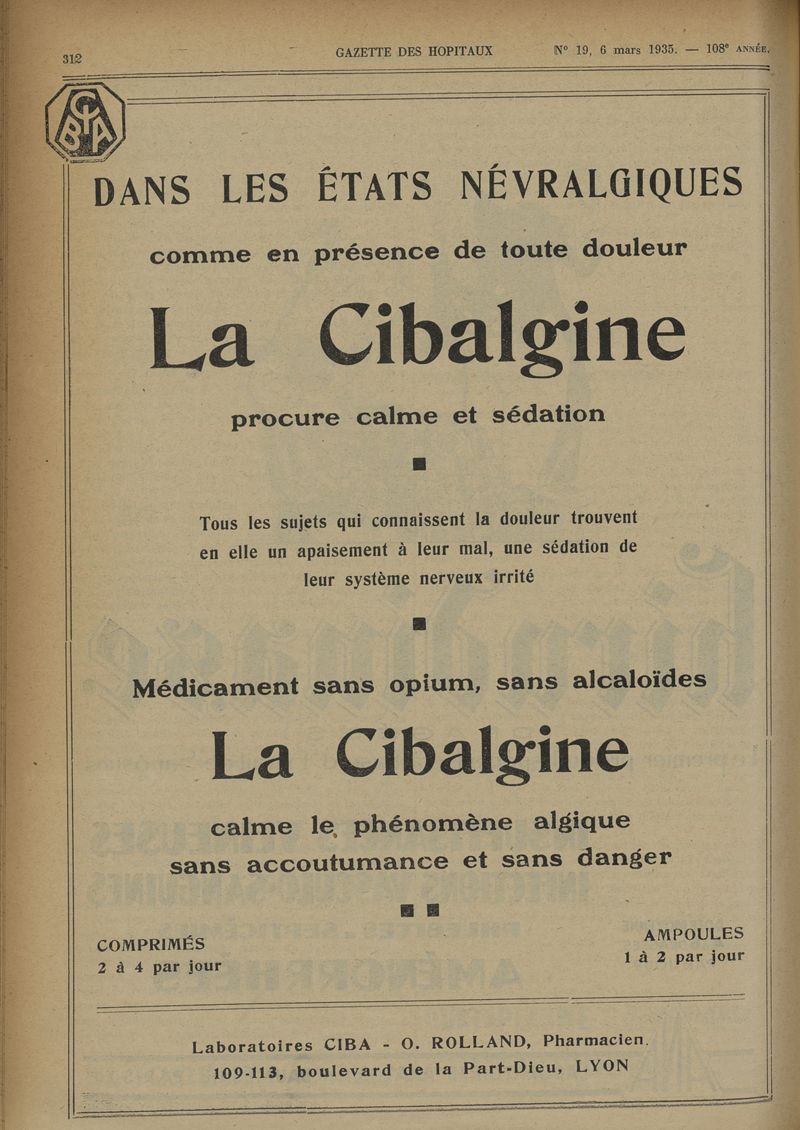 312
GAZETTE DES HOPITAUX
N° 19, 6 mars 1935. — 108e ANNÉE.
CIBA
DANS LES ÉTATS NÉVRALGIQUES
comme en présence de toute douleur
La Cibalgine
procure calme et sédation
Tous les sujets qui connaissent la douleur trouvent
en elle un apaisement à leur mal, une sédation de
leur système nerveux irrité
Médicament sans opium, sans alcaloïdes
La Cibalgine
calme le phénomène algique
sans accoutumance et sans danger
COMPRIMÉS
2 à 4 par jour
AMPOULES
1 à 2 par jour
Laboratoires CIBA - O. ROLLAND, Pharmacien.
109-113, boulevard de la Part-Dieu, LYON